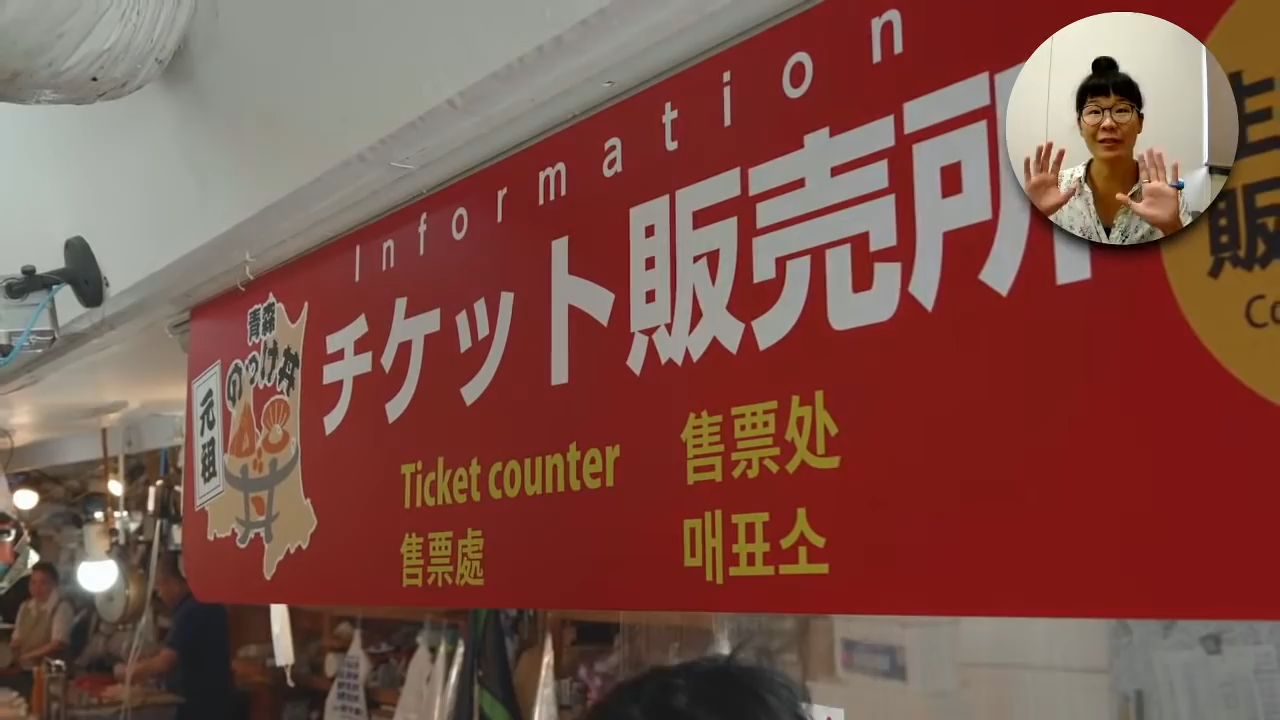 Information
チケット販売所
青森
のっけ丼
元祖
Ticket counter
售票处
售票處
매표소
販
Co